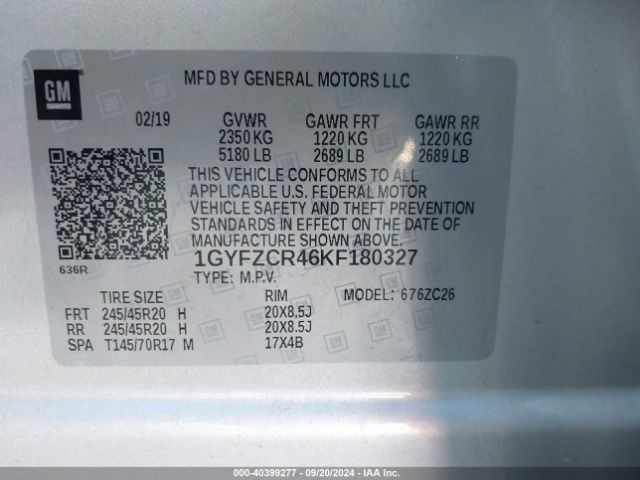 GM
MFD BY GENERAL MOTORS LLC
02/19 GVWR GAWR FRT GAWR RR
2350 KG 1220 KG 1220 KG
5180 LB 2689 LB 2689 LB
THIS VEHICLE CONFORMS TO ALL
APPLICABLE U.S. FEDERAL MOTOR
VEHICLE SAFETY AND THEFT PREVENTION
STANDARDS IN EFFECT ON THE DATE OF
MANUFACTURE SHOWN ABOVE.
636R
1GYFZCR46KF180327
TYPE: M.P.V.
TIRE SIZE RIM MODEL: 676ZC26
FRT 245/45R20 H 20X8.5J
RR 245/45R20 H 20X8.5J
SPA T145/70R17 M 17X4B
000-40399277 - 09/20/2024 - IAA Inc.